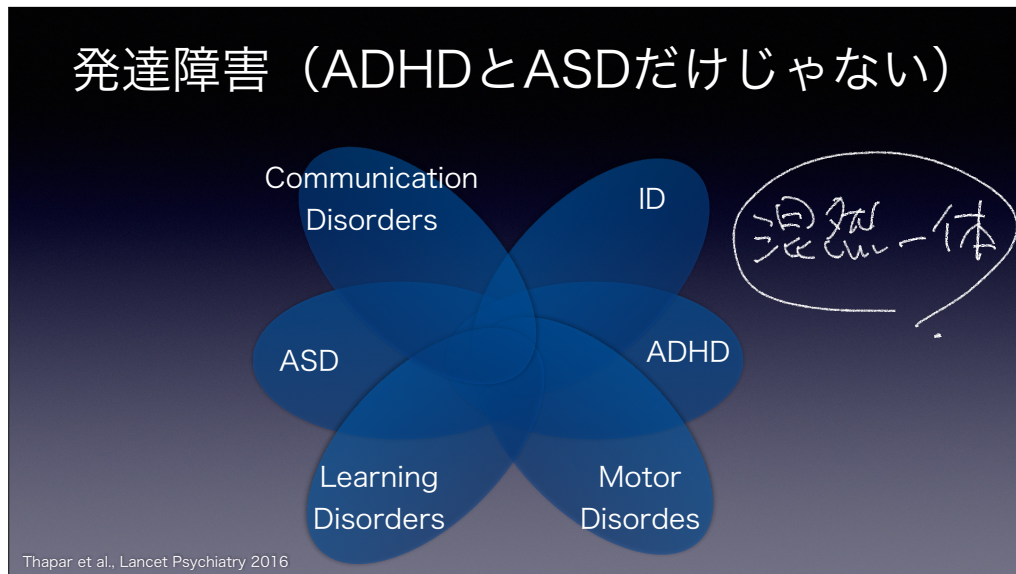 発達障害（ADHDとASDだけじゃない）
Communication
Disorders
ID
混然一体
ASD
ADHD
Learning
Disorders
Motor
Disordes
Thapar et al., Lancet Psychiatry 2016